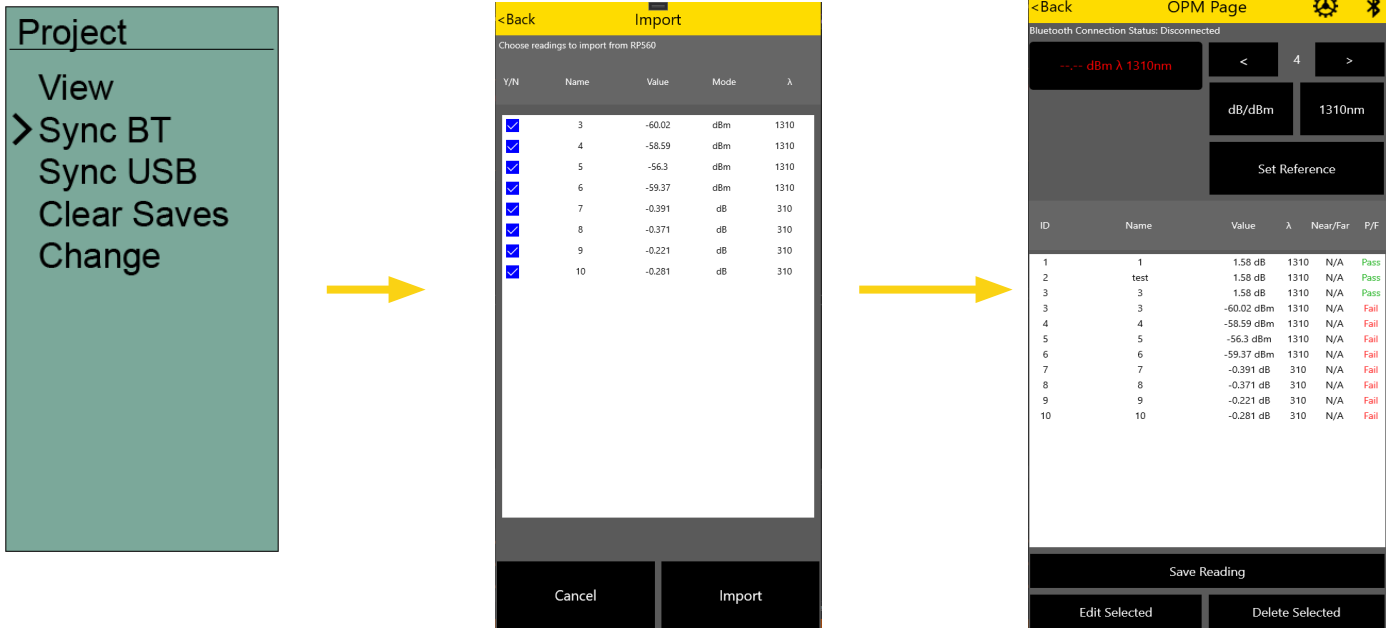 Project
View
Sync BT
Sync USB
Clear Saves
Change
<Back Import
Choose readings to import from RP560
Y/N Name Value Mode λ
3 -60.02 dBm 1310
4 -58.59 dBm 1310
5 -56.3 dBm 1310
6 -59.37 dBm 1310
7 -0.391 dB 310
8 -0.371 dB 310
9 -0.221 dB 310
10 -0.281 dB 310
Cancel Import
<Back OPM Page
Bluetooth Connection Status: Disconnected
--.-- dBm λ 1310nm < 4 >
dB/dBm 1310nm
Set Reference
ID Name Value λ Near/Far P/F
1 1 1.58 dB 1310 N/A Pass
2 test 1.58 dB 1310 N/A Pass
3 3 1.58 dB 1310 N/A Pass
3 3 -60.02 dBm 1310 N/A Fail
4 4 -58.59 dBm 1310 N/A Fail
5 5 -56.3 dBm 1310 N/A Fail
6 6 -59.37 dBm 1310 N/A Fail
7 7 -0.391 dB 310 N/A Fail
8 8 -0.371 dB 310 N/A Fail
9 9 -0.221 dB 310 N/A Fail
10 10 -0.281 dB 310 N/A Fail
Save Reading
Edit Selected Delete Selected